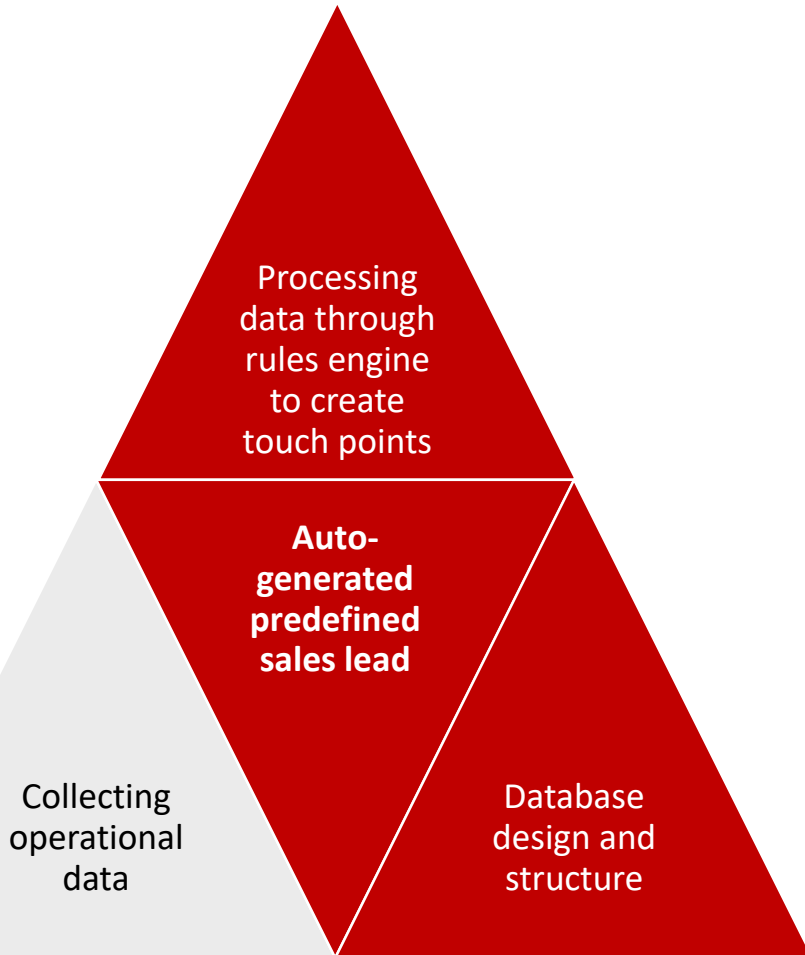 Processing
data through
rules engine
to create
touch points
Auto-
generated
predefined
sales lead
Collecting
operational
data
Database
design and
structure